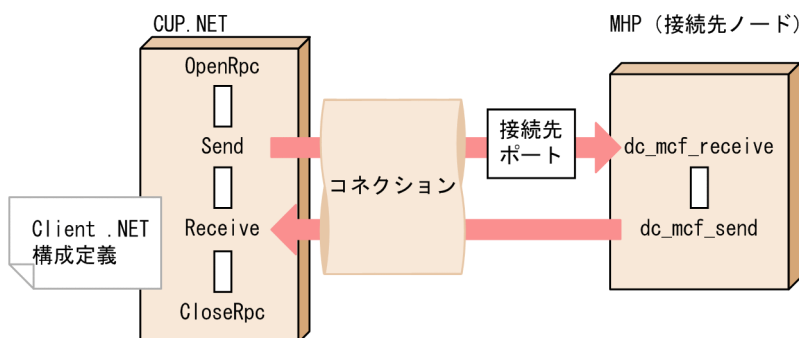 CUP.NET
MHP（接続先ノード）
OpenRpc
Send
接続先
ポート
dc_mcf_receive
コネクション
Client .NET
構成定義
Receive
dc_mcf_send
CloseRpc